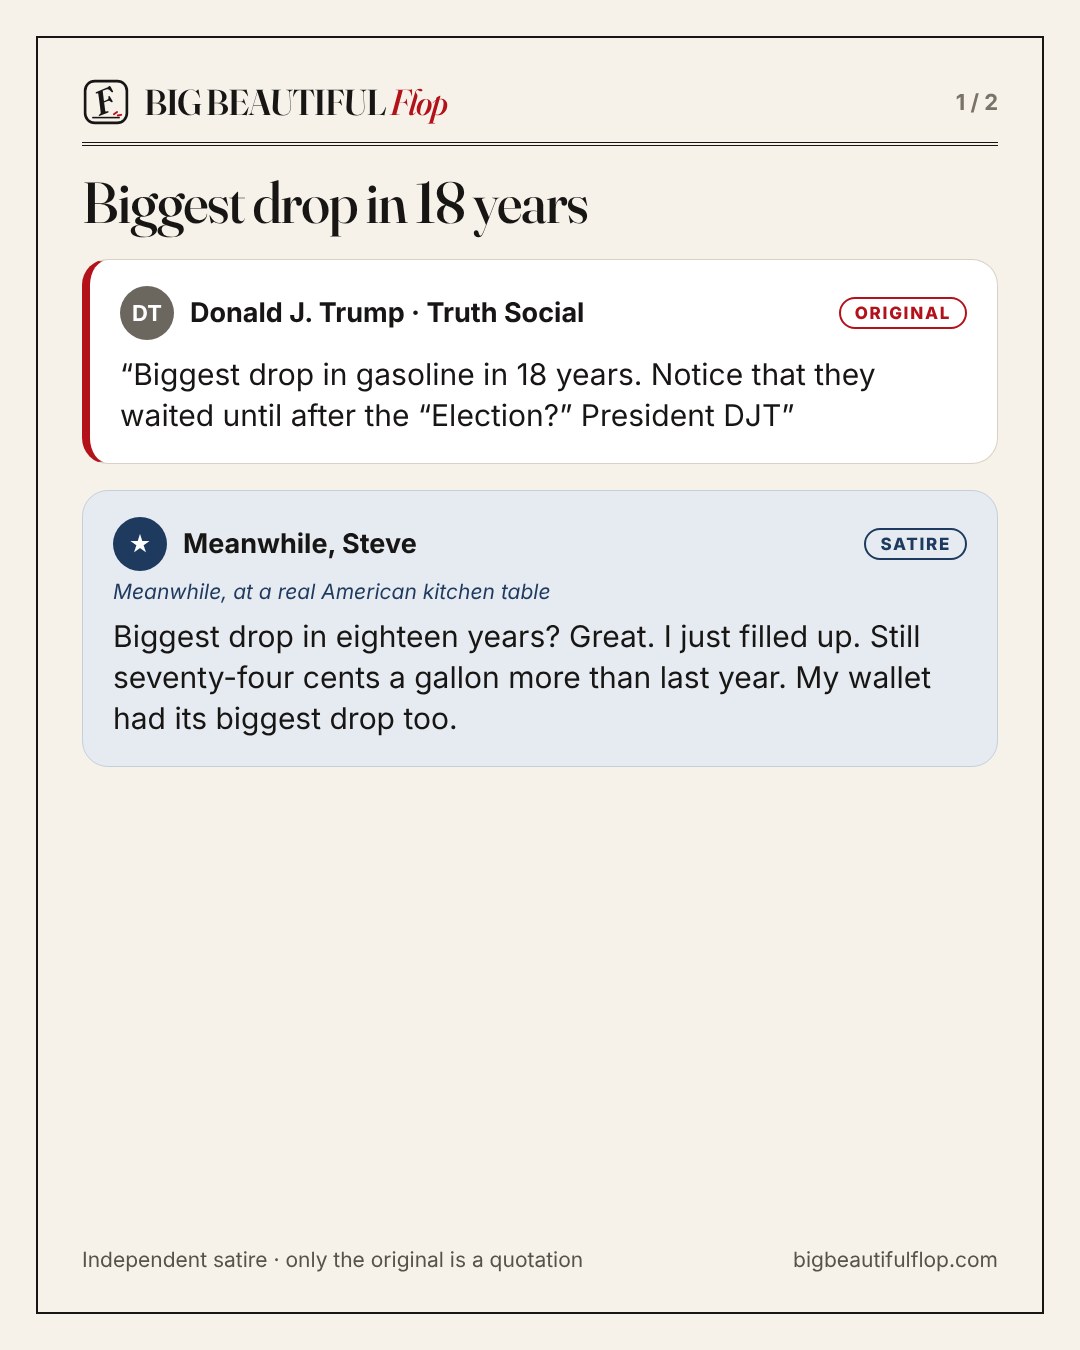 F
BIG BEAUTIFUL Flop
1 / 2
Biggest drop in 18 years
DT
Donald J. Trump · Truth Social
ORIGINAL
“Biggest drop in gasoline in 18 years. Notice that they
waited until after the “Election?” President DJT”
Meanwhile, Steve
SATIRE
Meanwhile, at a real American kitchen table
Biggest drop in eighteen years? Great. I just filled up. Still
seventy-four cents a gallon more than last year. My wallet
had its biggest drop too.
Independent satire · only the original is a quotation
bigbeautifulflop.com